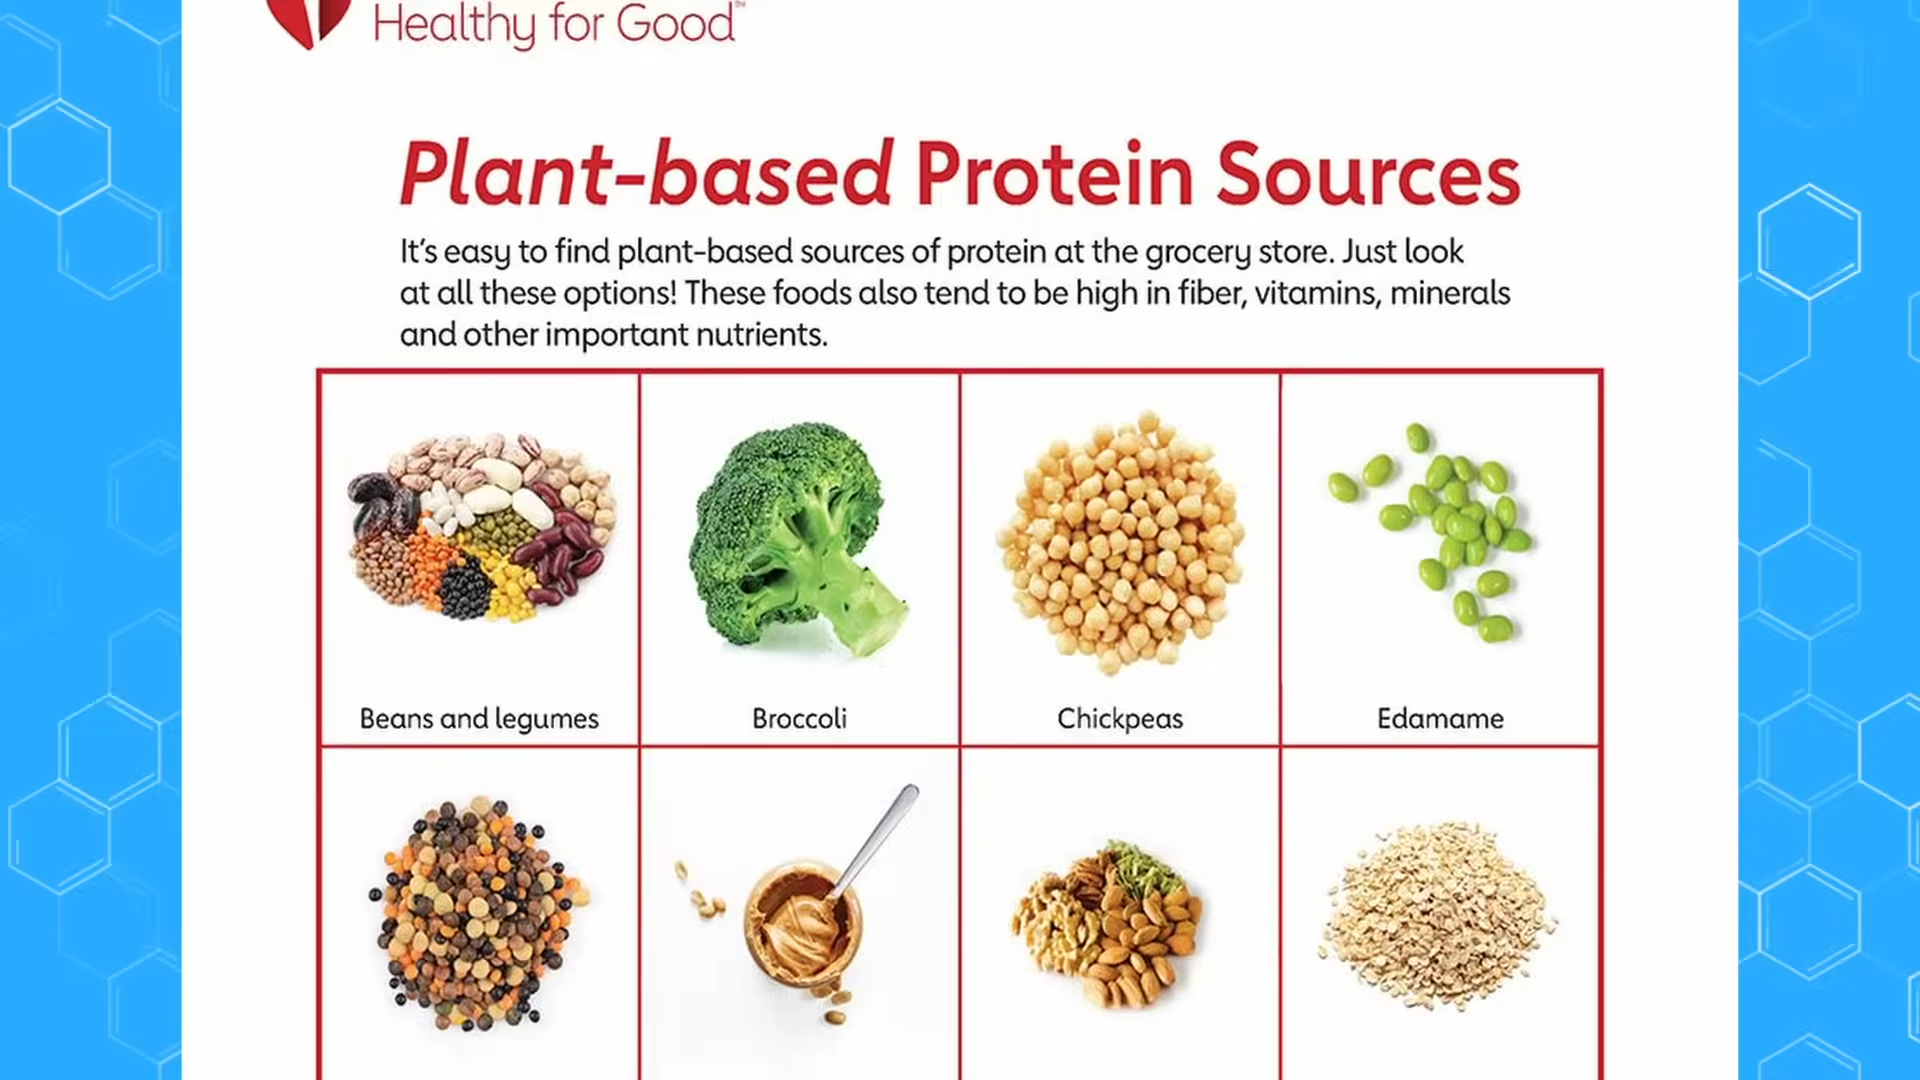 Healthy for Good™
Plant-based Protein Sources
It's easy to find plant-based sources of protein at the grocery store. Just look
at all these options! These foods also tend to be high in fiber, vitamins, minerals
and other important nutrients.
Beans and legumes
Broccoli
Chickpeas
Edamame